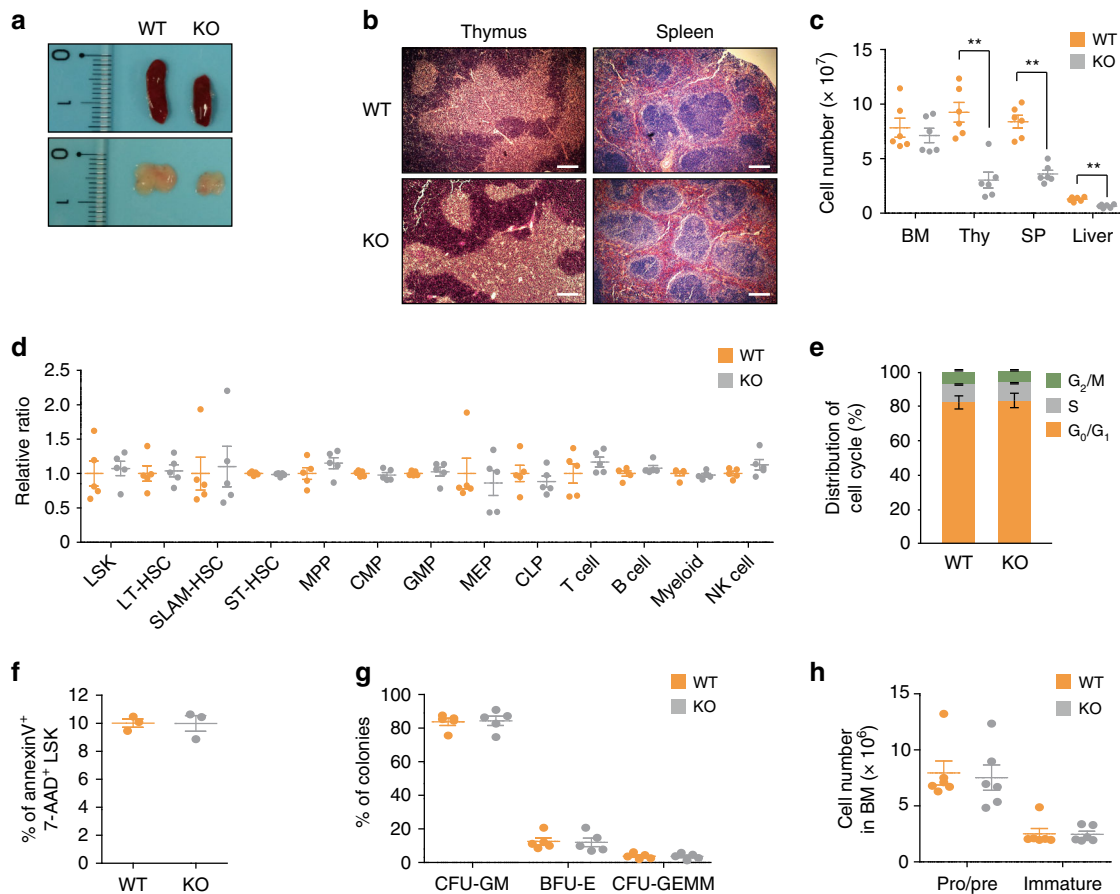 a
WT KO
0
1
0
1
b
Thymus Spleen
WT
KO
c
Cell number (× 10⁷)
15
10
5
0
BM Thy SP Liver
** ** **
WT
KO
d
Relative ratio
2.5
2.0
1.5
1.0
0.5
0
LSK LT-HSC SLAM-HSC ST-HSC MPP CMP GMP MEP CLP T cell B cell Myeloid NK cell
WT
KO
e
Distribution of
cell cycle (%)
100
80
60
40
20
0
WT KO
G₂/M
S
G₀/G₁
f
% of annexinV⁺
7-AAD⁺ LSK
12
10
8
6
4
2
0
WT KO
g
% of colonies
100
80
60
40
20
0
CFU-GM BFU-E CFU-GEMM
WT
KO
h
Cell number
in BM (× 10⁶)
15
10
5
0
Pro/pre Immature
WT
KO